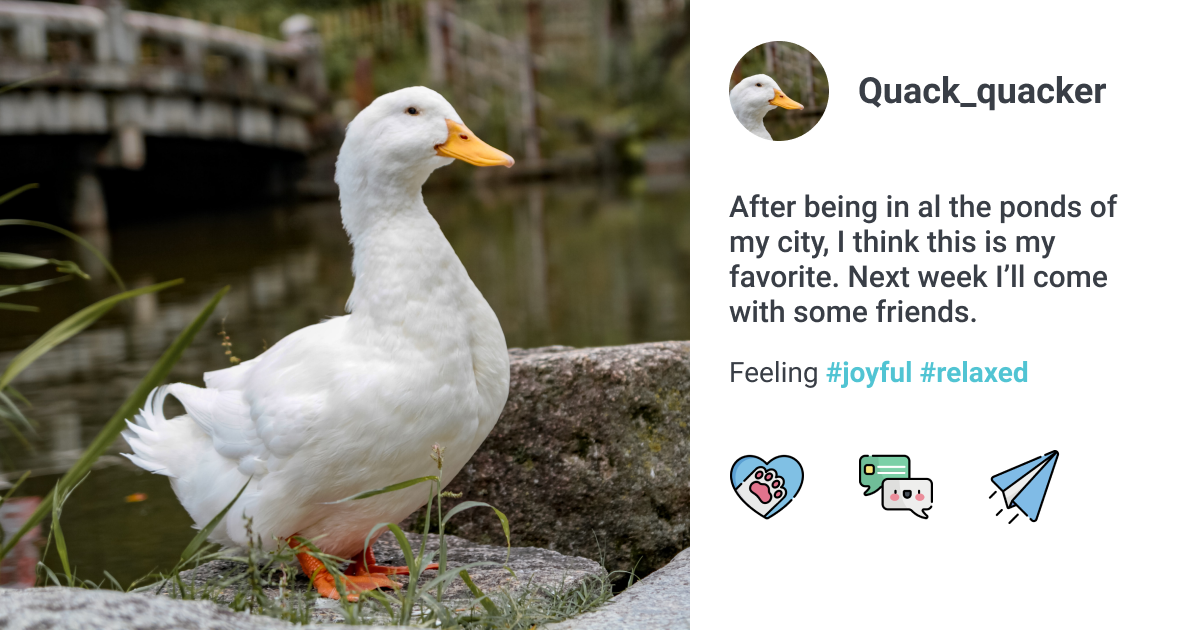 Quack_quacker
After being in al the ponds of
my city, I think this is my
favorite. Next week I’ll come
with some friends.
Feeling #joyful #relaxed